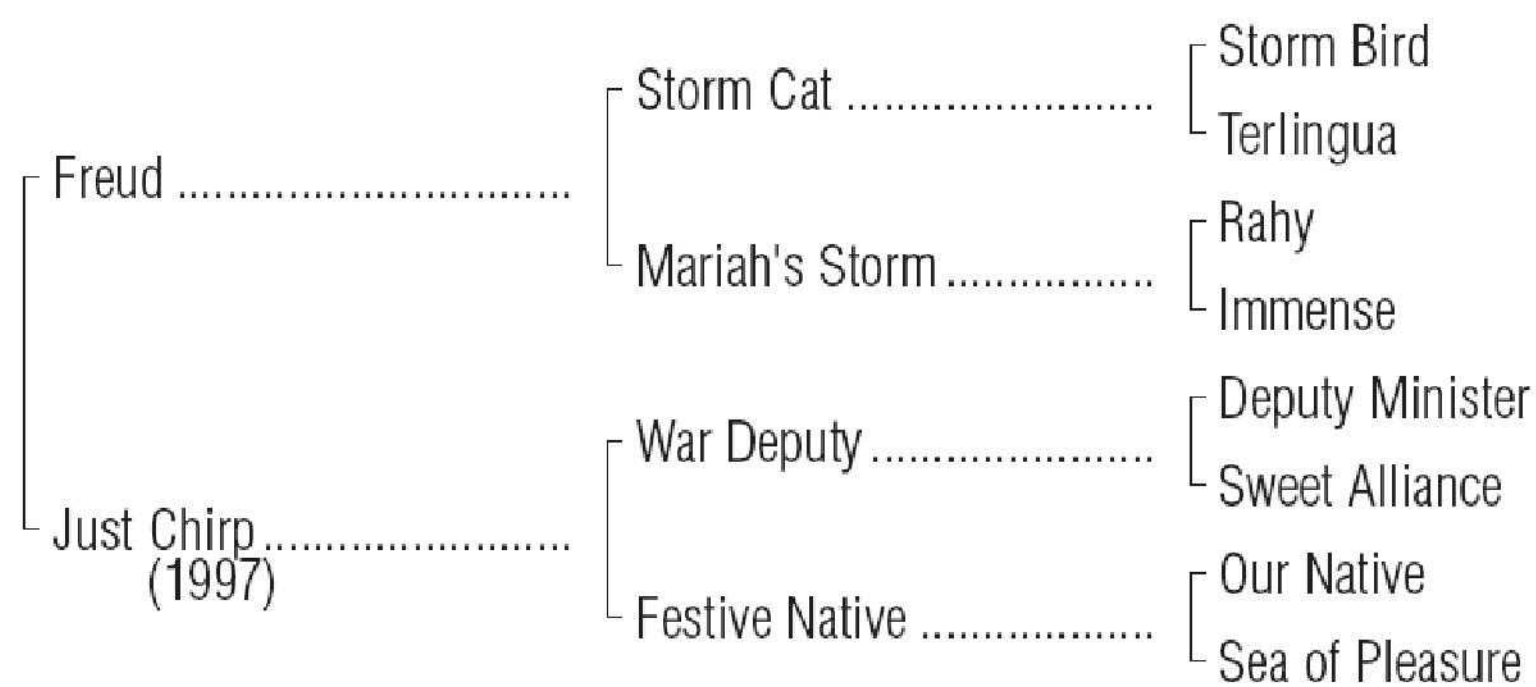 Storm Bird
Storm Cat ..........................
Terlingua
Freud .................................
Rahy
Mariah's Storm .................
Immense
Deputy Minister
War Deputy .......................
Sweet Alliance
Just Chirp ..........................
(1997)
Our Native
Festive Native ...................
Sea of Pleasure